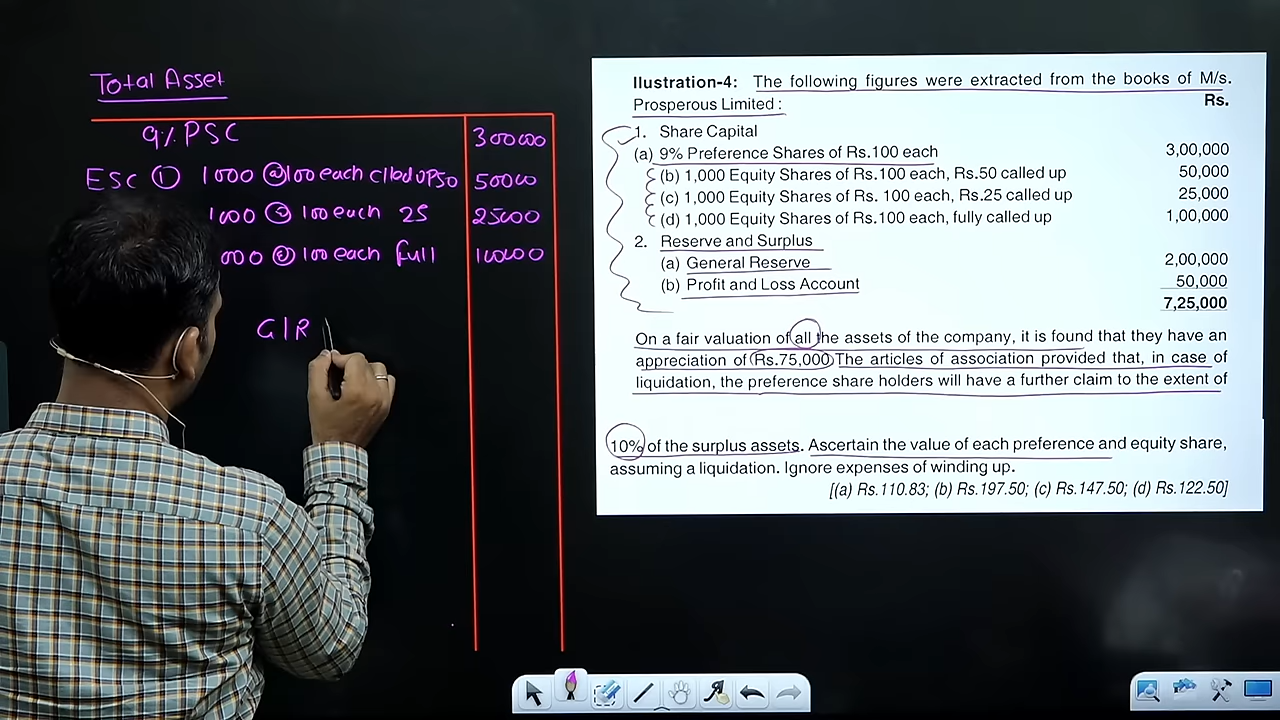 Total Asset
9% PSC 300000
ESC ① 1000 @100 each clled up50 50000
1000 @ 100 each 25 25000
000 @ 100 each full 100000
G/R
Ilustration-4: The following figures were extracted from the books of M/s.
Prosperous Limited : Rs.
1. Share Capital
(a) 9% Preference Shares of Rs.100 each 3,00,000
(b) 1,000 Equity Shares of Rs.100 each, Rs.50 called up 50,000
(c) 1,000 Equity Shares of Rs. 100 each, Rs.25 called up 25,000
(d) 1,000 Equity Shares of Rs.100 each, fully called up 1,00,000
2. Reserve and Surplus
(a) General Reserve 2,00,000
(b) Profit and Loss Account 50,000
7,25,000
On a fair valuation of all the assets of the company, it is found that they have an
appreciation of Rs.75,000 The articles of association provided that, in case of
liquidation, the preference share holders will have a further claim to the extent of
10% of the surplus assets. Ascertain the value of each preference and equity share,
assuming a liquidation. Ignore expenses of winding up.
[(a) Rs.110.83; (b) Rs.197.50; (c) Rs.147.50; (d) Rs.122.50]